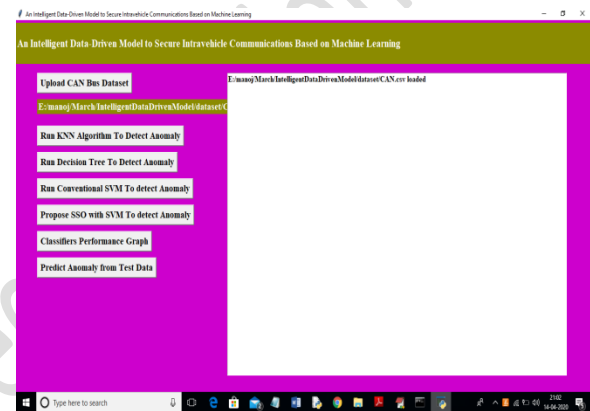 An Intelligent Data-Driven Model to Secure Intravehicle Communications Based on Machine Learning
An Intelligent Data-Driven Model to Secure Intravehicle Communications Based on Machine Learning
Upload CAN Bus Dataset
E:/manoj/March/IntelligentDataDrivenModel/dataset/CAN.csv loaded
E:/manoj/March/IntelligentDataDrivenModel/dataset/C
Run KNN Algorithm To Detect Anomaly
Run Decision Tree To Detect Anomaly
Run Conventional SVM To detect Anomaly
Propose SSO with SVM To detect Anomaly
Classifiers Performance Graph
Predict Anomaly from Test Data
Type here to search
21:02
14-04-2020